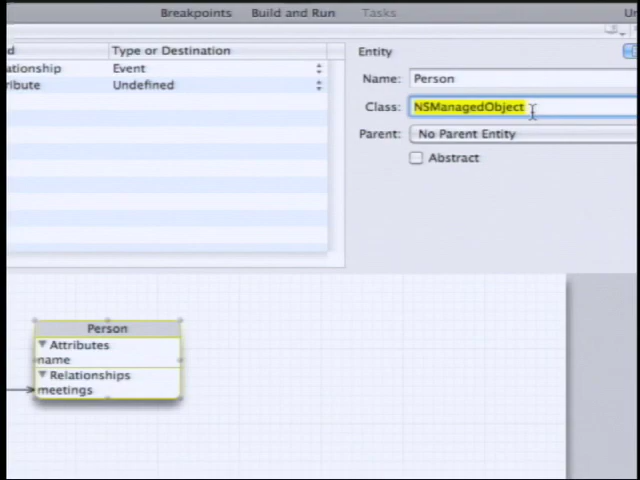 Breakpoints Build and Run Tasks
Type or Destination
ationship Event
tribute Undefined
Entity
Name: Person
Class: NSManagedObject
Parent: No Parent Entity
Abstract
Person
Attributes
name
Relationships
meetings